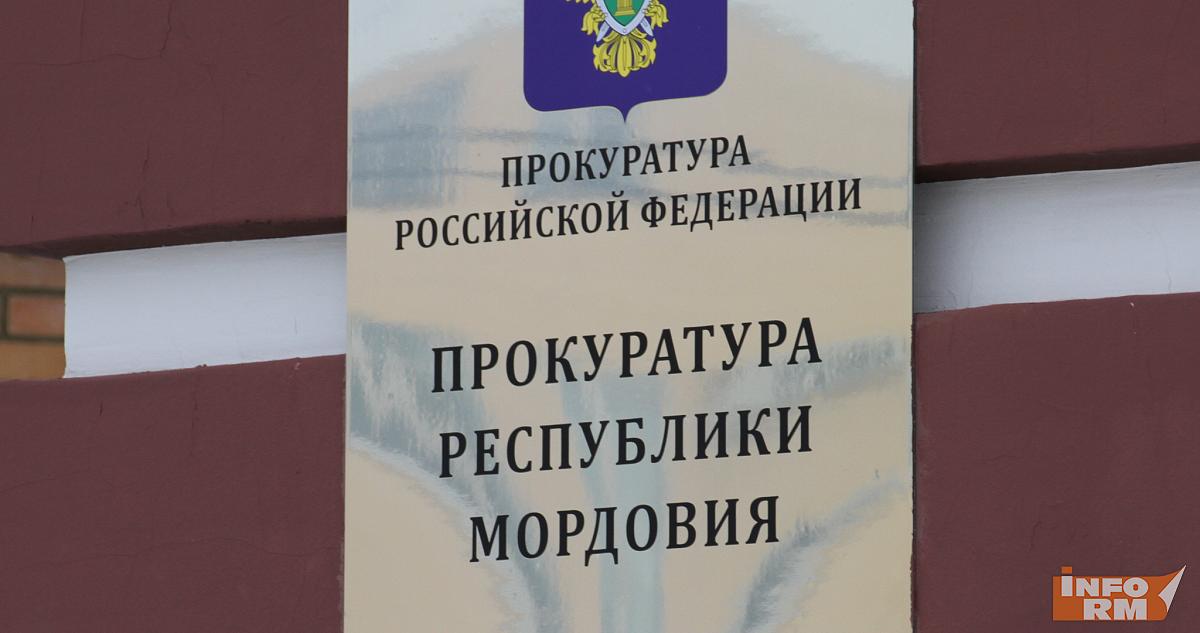 ПРОКУРАТУРА
РОССИЙСКОЙ ФЕДЕРАЦИИ
ПРОКУРАТУРА
РЕСПУБЛИКИ
МОРДОВИЯ
INFO
RM